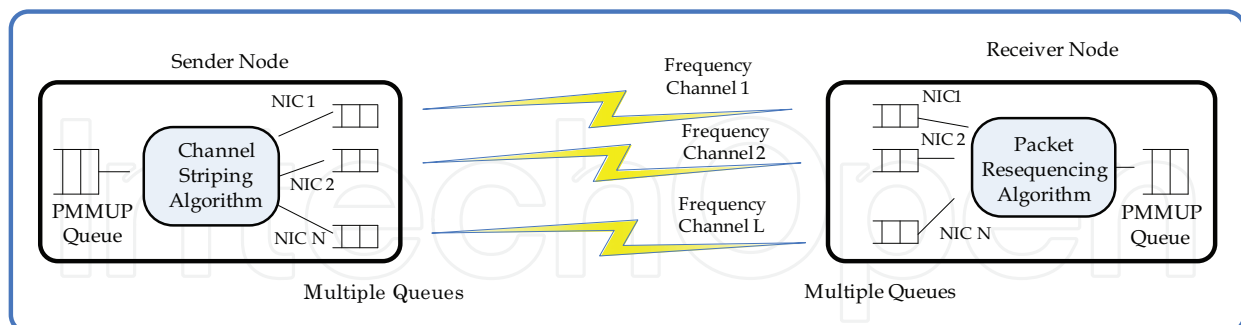 Sender Node
Receiver Node
NIC 1
NIC 2
NIC N
Channel
Striping
Algorithm
PMMUP
Queue
Frequency
Channel 1
Frequency
Channel 2
Frequency
Channel L
NIC1
NIC 2
NIC N
Packet
Resequencing
Algorithm
PMMUP
Queue
Multiple Queues
Multiple Queues
IntechOpen